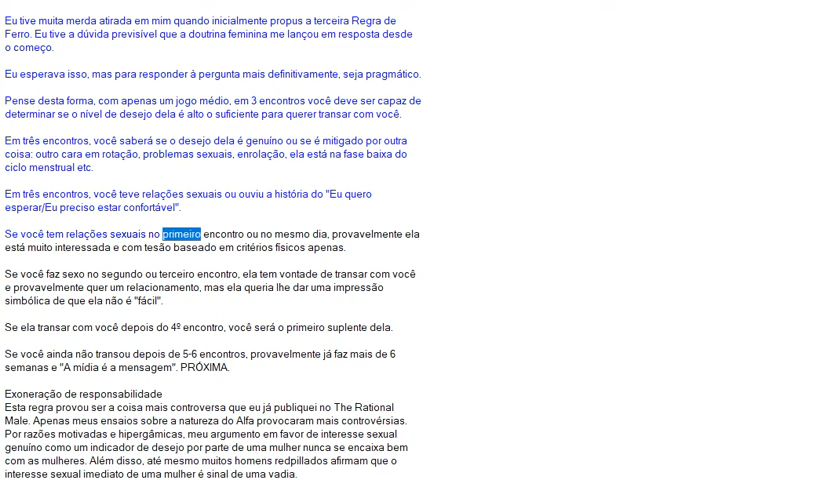 Eu tive muita merda atirada em mim quando inicialmente propus a terceira Regra de
Ferro. Eu tive a dúvida previsível que a doutrina feminina me lançou em resposta desde
o começo.
Eu esperava isso, mas para responder à pergunta mais definitivamente, seja pragmático.
Pense desta forma, com apenas um jogo médio, em 3 encontros você deve ser capaz de
determinar se o nível de desejo dela é alto o suficiente para querer transar com você.
Em três encontros, você saberá se o desejo dela é genuíno ou se é mitigado por outra
coisa: outro cara em rotação, problemas sexuais, enrolação, ela está na fase baixa do
ciclo menstrual etc.
Em três encontros, você teve relações sexuais ou ouviu a história do "Eu quero
esperar/Eu preciso estar confortável".
Se você tem relações sexuais no primeiro encontro ou no mesmo dia, provavelmente ela
está muito interessada e com tesão baseado em critérios físicos apenas.
Se você faz sexo no segundo ou terceiro encontro, ela tem vontade de transar com você
e provavelmente quer um relacionamento, mas ela queria lhe dar uma impressão
simbólica de que ela não é "fácil".
Se ela transar com você depois do 4º encontro, você será o primeiro suplente dela.
Se você ainda não transou depois de 5-6 encontros, provavelmente já faz mais de 6
semanas e "A mídia é a mensagem". PRÓXIMA.
Exoneração de responsabilidade
Esta regra provou ser a coisa mais controversa que eu já publiquei no The Rational
Male. Apenas meus ensaios sobre a natureza do Alfa provocaram mais controvérsias.
Por razões motivadas e hipergâmicas, meu argumento em favor de interesse sexual
genuíno como um indicador de desejo por parte de uma mulher nunca se encaixa bem
com as mulheres. Além disso, até mesmo muitos homens redpillados afirmam que o
interesse sexual imediato de uma mulher é sinal de uma vadia.